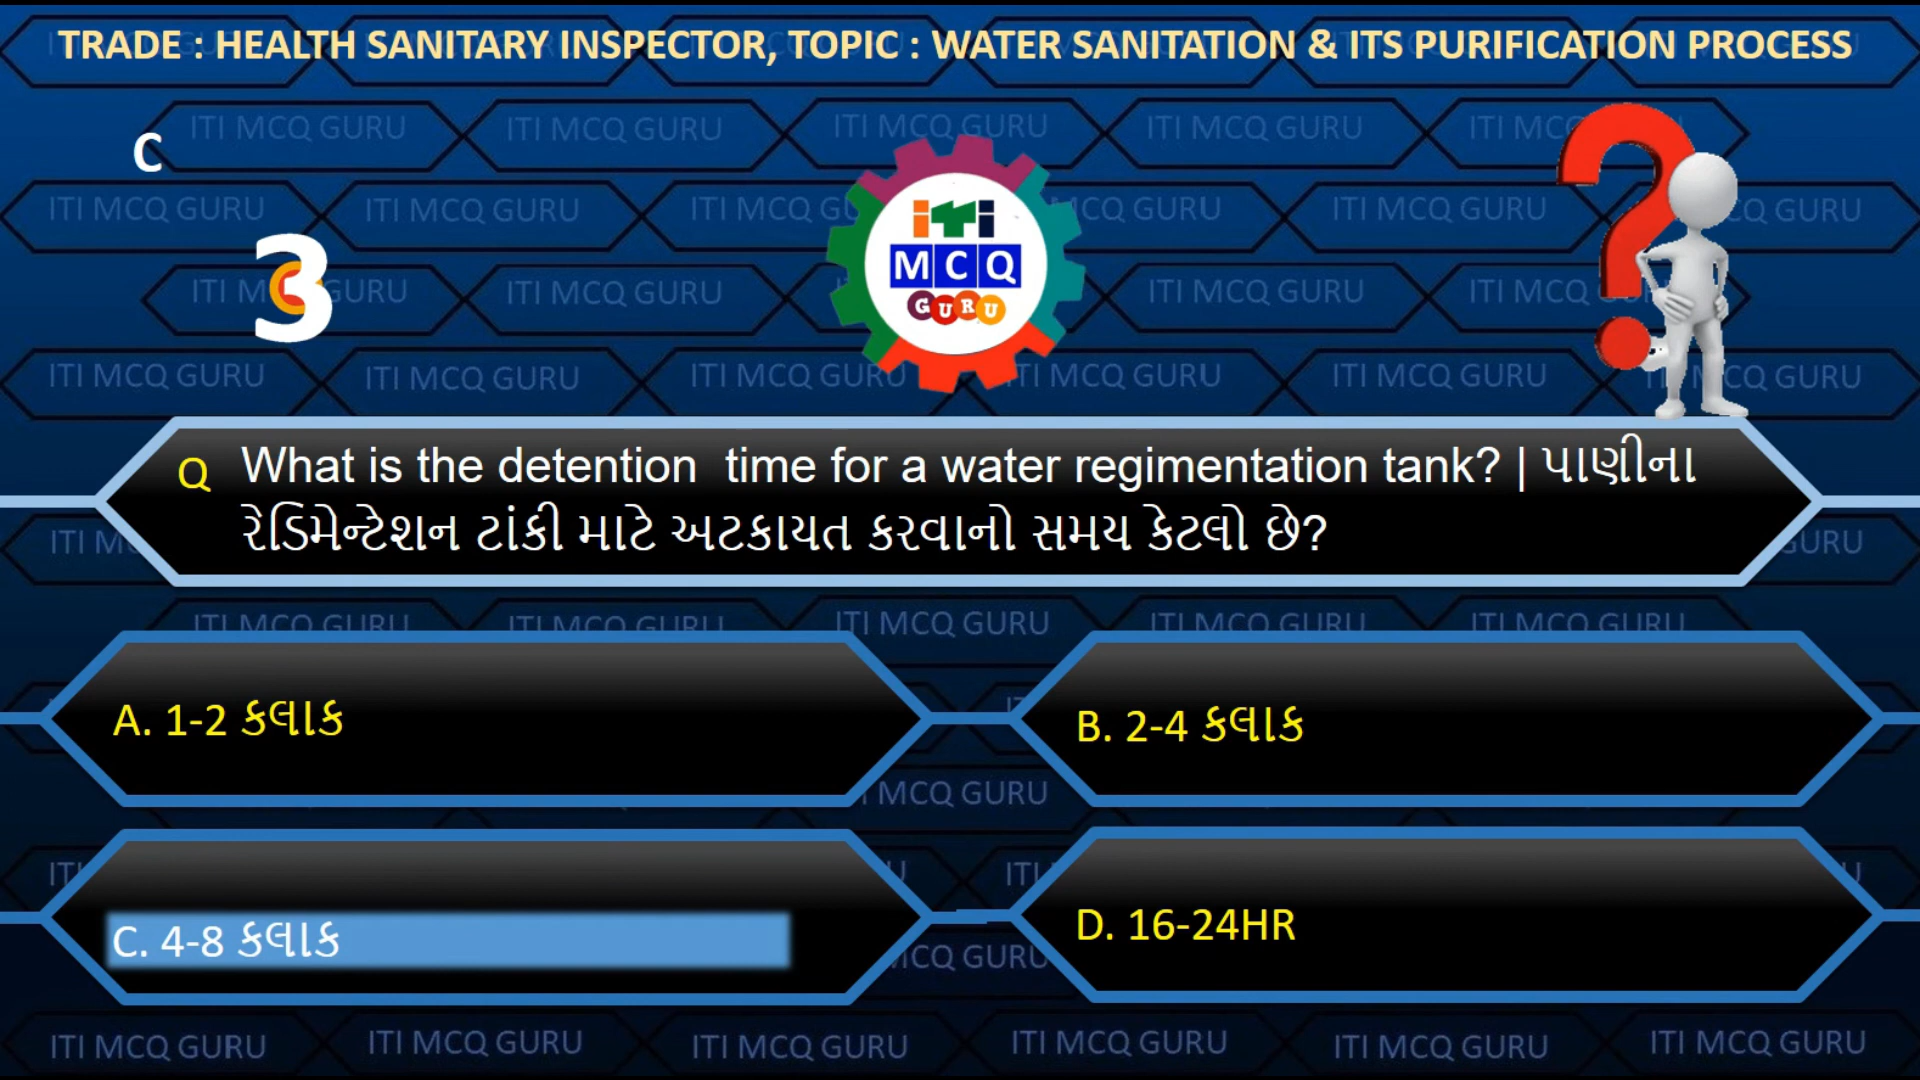 TRADE : HEALTH SANITARY INSPECTOR, TOPIC : WATER SANITATION & ITS PURIFICATION PROCESS
C
3
iTi
MCQ
GURU
Q What is the detention time for a water regimentation tank? | પાણીના
રેડિમેન્ટેશન ટાંકી માટે અટકાયત કરવાનો સમય કેટલો છે?
A. 1-2 કલાક
B. 2-4 કલાક
C. 4-8 કલાક
D. 16-24HR
ITI MCQ GURU